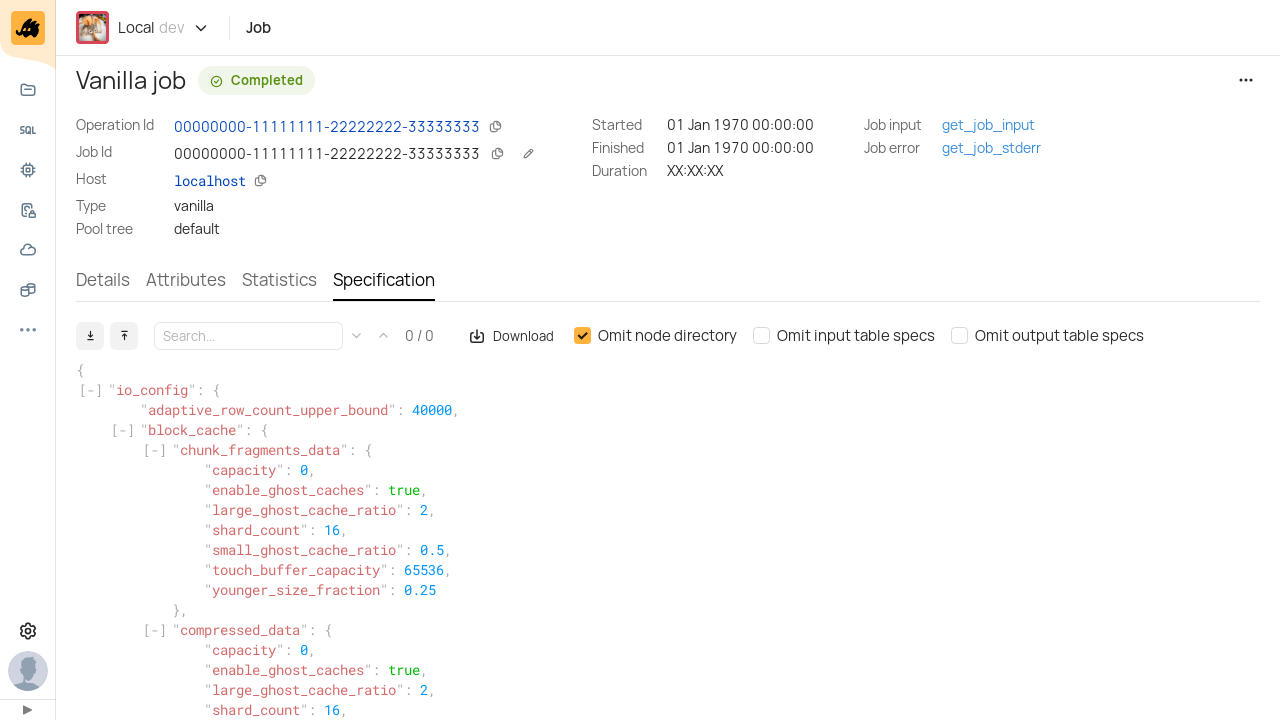 Local dev Job
Vanilla job Completed
SQL
Operation Id 00000000-11111111-22222222-33333333
Job Id 00000000-11111111-22222222-33333333
Host localhost
Type vanilla
Pool tree default
Started 01 Jan 1970 00:00:00
Finished 01 Jan 1970 00:00:00
Duration XX:XX:XX
Job input get_job_input
Job error get_job_stderr
Details Attributes Statistics Specification
Search... 0 / 0 Download Omit node directory Omit input table specs Omit output table specs
{
[-] "io_config": {
"adaptive_row_count_upper_bound": 40000,
[-] "block_cache": {
[-] "chunk_fragments_data": {
"capacity": 0,
"enable_ghost_caches": true,
"large_ghost_cache_ratio": 2,
"shard_count": 16,
"small_ghost_cache_ratio": 0.5,
"touch_buffer_capacity": 65536,
"younger_size_fraction": 0.25
},
[-] "compressed_data": {
"capacity": 0,
"enable_ghost_caches": true,
"large_ghost_cache_ratio": 2,
"shard_count": 16,